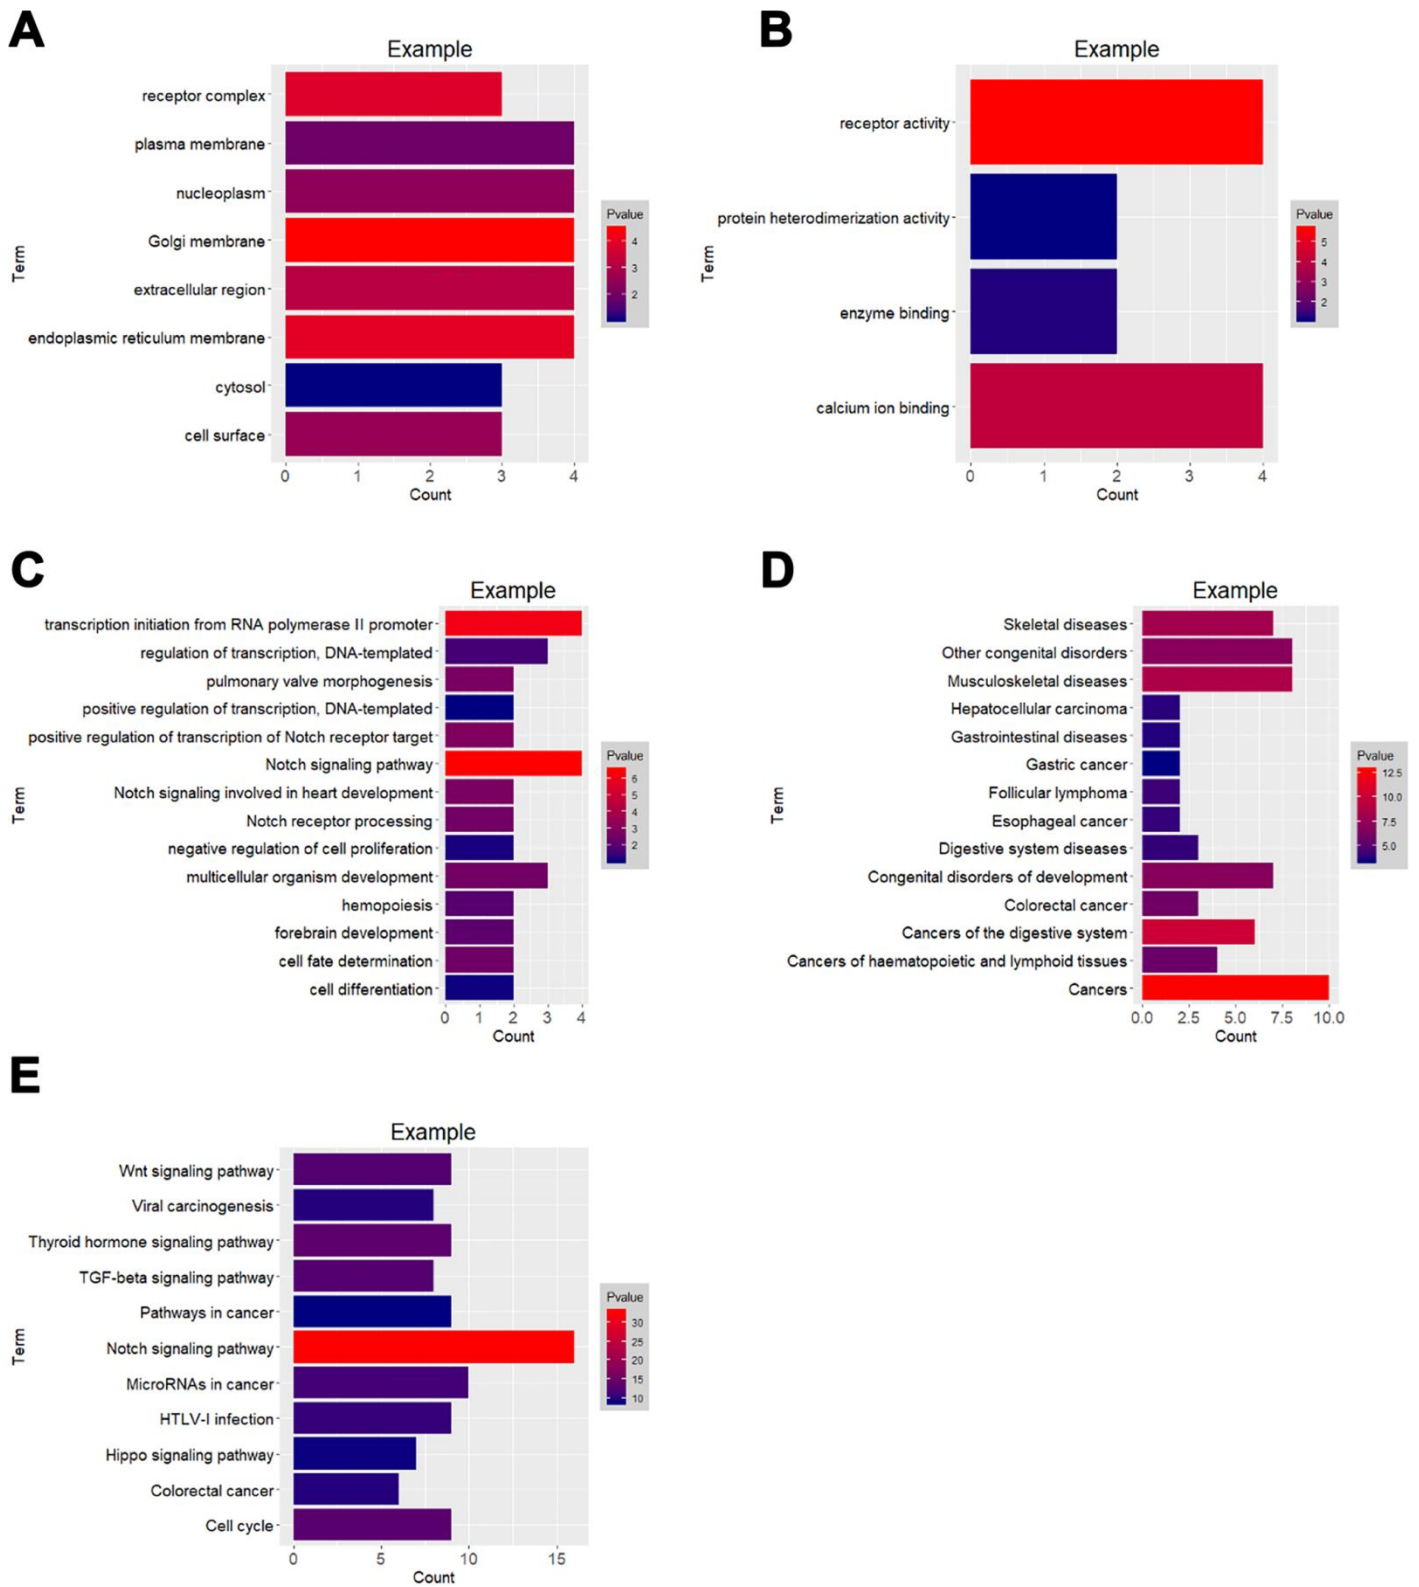 A
Example
receptor complex
plasma membrane
nucleoplasm
Golgi membrane
extracellular region
endoplasmic reticulum membrane
cytosol
cell surface
Term
0 1 2 3 4
Count
Pvalue
4
3
2
B
Example
receptor activity
protein heterodimerization activity
enzyme binding
calcium ion binding
Term
0 1 2 3 4
Count
Pvalue
5
4
3
2
C
Example
transcription initiation from RNA polymerase II promoter
regulation of transcription, DNA-templated
pulmonary valve morphogenesis
positive regulation of transcription, DNA-templated
positive regulation of transcription of Notch receptor target
Notch signaling pathway
Notch signaling involved in heart development
Notch receptor processing
negative regulation of cell proliferation
multicellular organism development
hemopoiesis
forebrain development
cell fate determination
cell differentiation
Term
0 1 2 3 4
Count
Pvalue
6
5
4
3
2
D
Example
Skeletal diseases
Other congenital disorders
Musculoskeletal diseases
Hepatocellular carcinoma
Gastrointestinal diseases
Gastric cancer
Follicular lymphoma
Esophageal cancer
Digestive system diseases
Congenital disorders of development
Colorectal cancer
Cancers of the digestive system
Cancers of haematopoietic and lymphoid tissues
Cancers
Term
0.0 2.5 5.0 7.5 10.0
Count
Pvalue
12.5
10.0
7.5
5.0
E
Example
Wnt signaling pathway
Viral carcinogenesis
Thyroid hormone signaling pathway
TGF-beta signaling pathway
Pathways in cancer
Notch signaling pathway
MicroRNAs in cancer
HTLV-I infection
Hippo signaling pathway
Colorectal cancer
Cell cycle
Term
0 5 10 15
Count
Pvalue
30
25
20
15
10